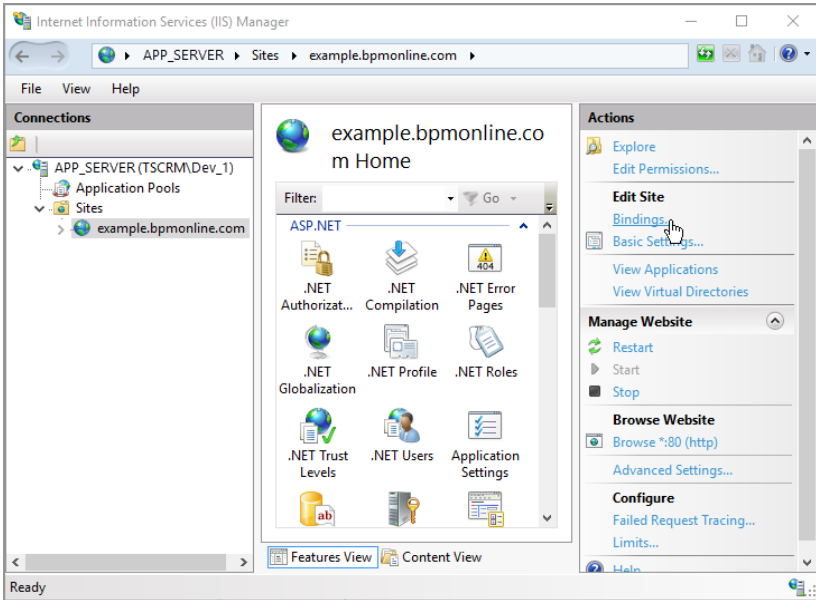 Internet Information Services (IIS) Manager
APP_SERVER Sites example.bpmonline.com
File View Help
Connections
APP_SERVER (TSCRM\Dev_1)
Application Pools
Sites
example.bpmonline.com
example.bpmonline.co
m Home
Filter: Go
ASP.NET
.NET
Authorizat...
.NET
Compilation
404
.NET Error
Pages
.NET
Globalization
.NET Profile
.NET Roles
.NET Trust
Levels
.NET Users
Application
Settings
ab
Features View Content View
Actions
Explore
Edit Permissions...
Edit Site
Bindings...
Basic Settings...
View Applications
View Virtual Directories
Manage Website
Restart
Start
Stop
Browse Website
Browse *:80 (http)
Advanced Settings...
Configure
Failed Request Tracing...
Limits...
Help
Ready